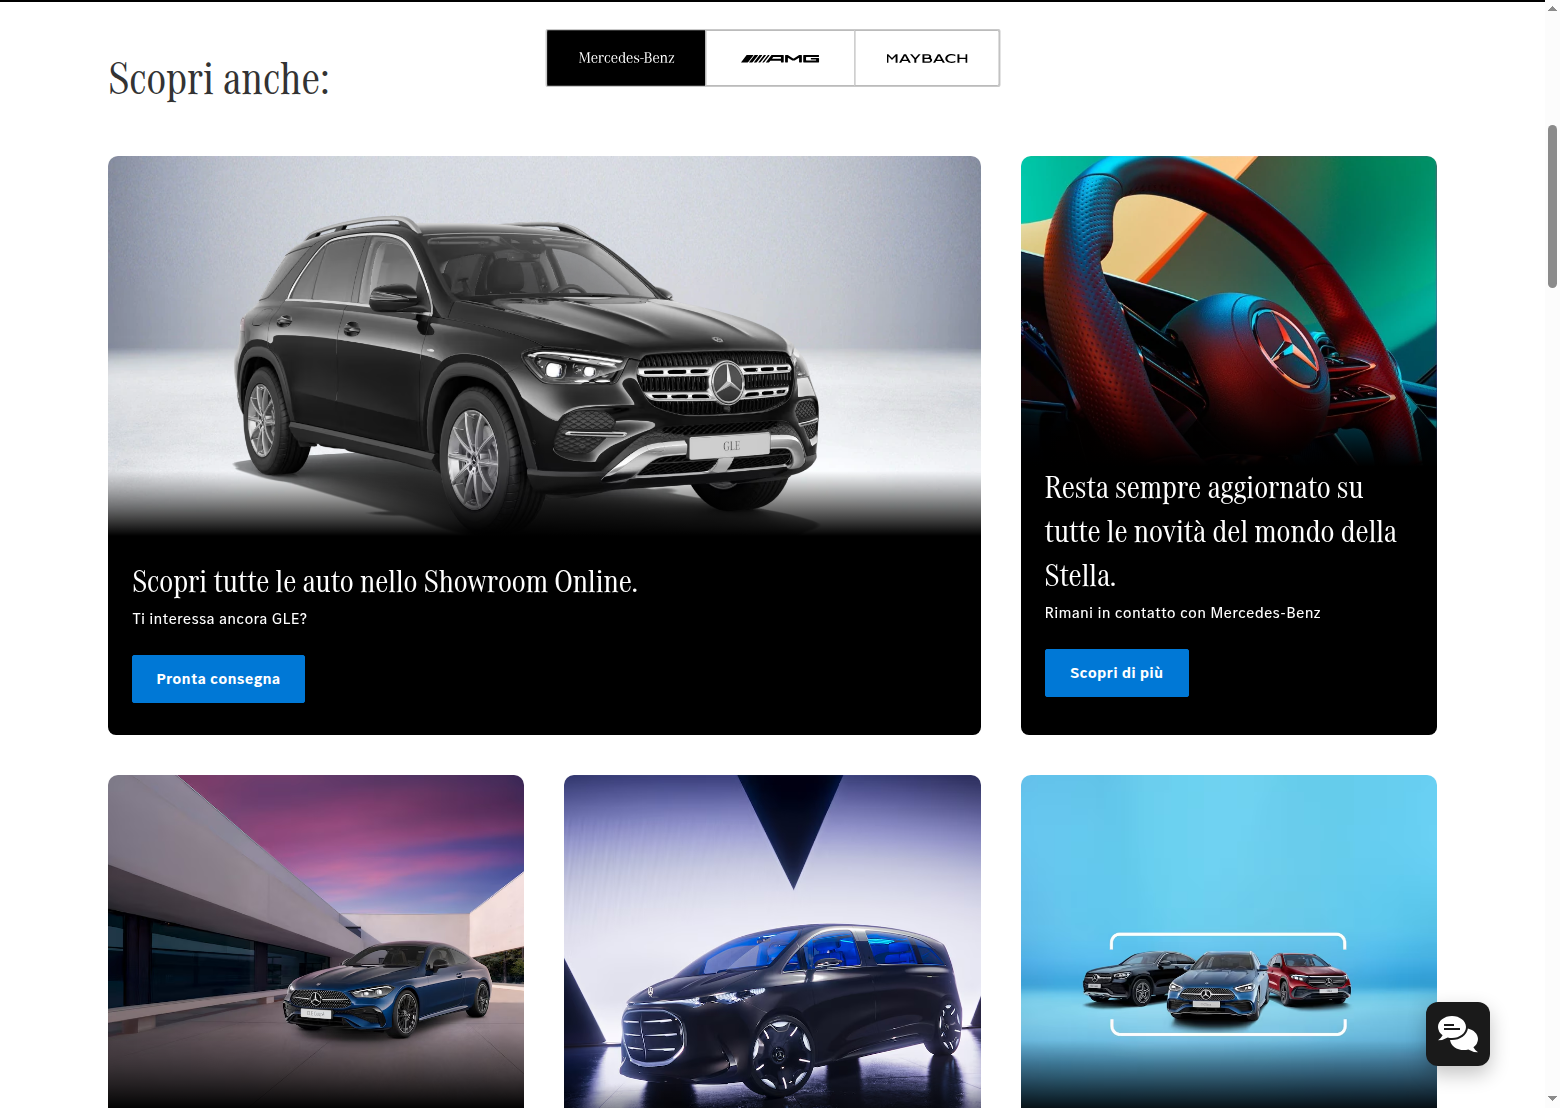 Scopri anche:
Mercedes-Benz
AMG
MAYBACH
GLE
Scopri tutte le auto nello Showroom Online.
Ti interessa ancora GLE?
Pronta consegna
Resta sempre aggiornato su
tutte le novità del mondo della
Stella.
Rimani in contatto con Mercedes-Benz
Scopri di più